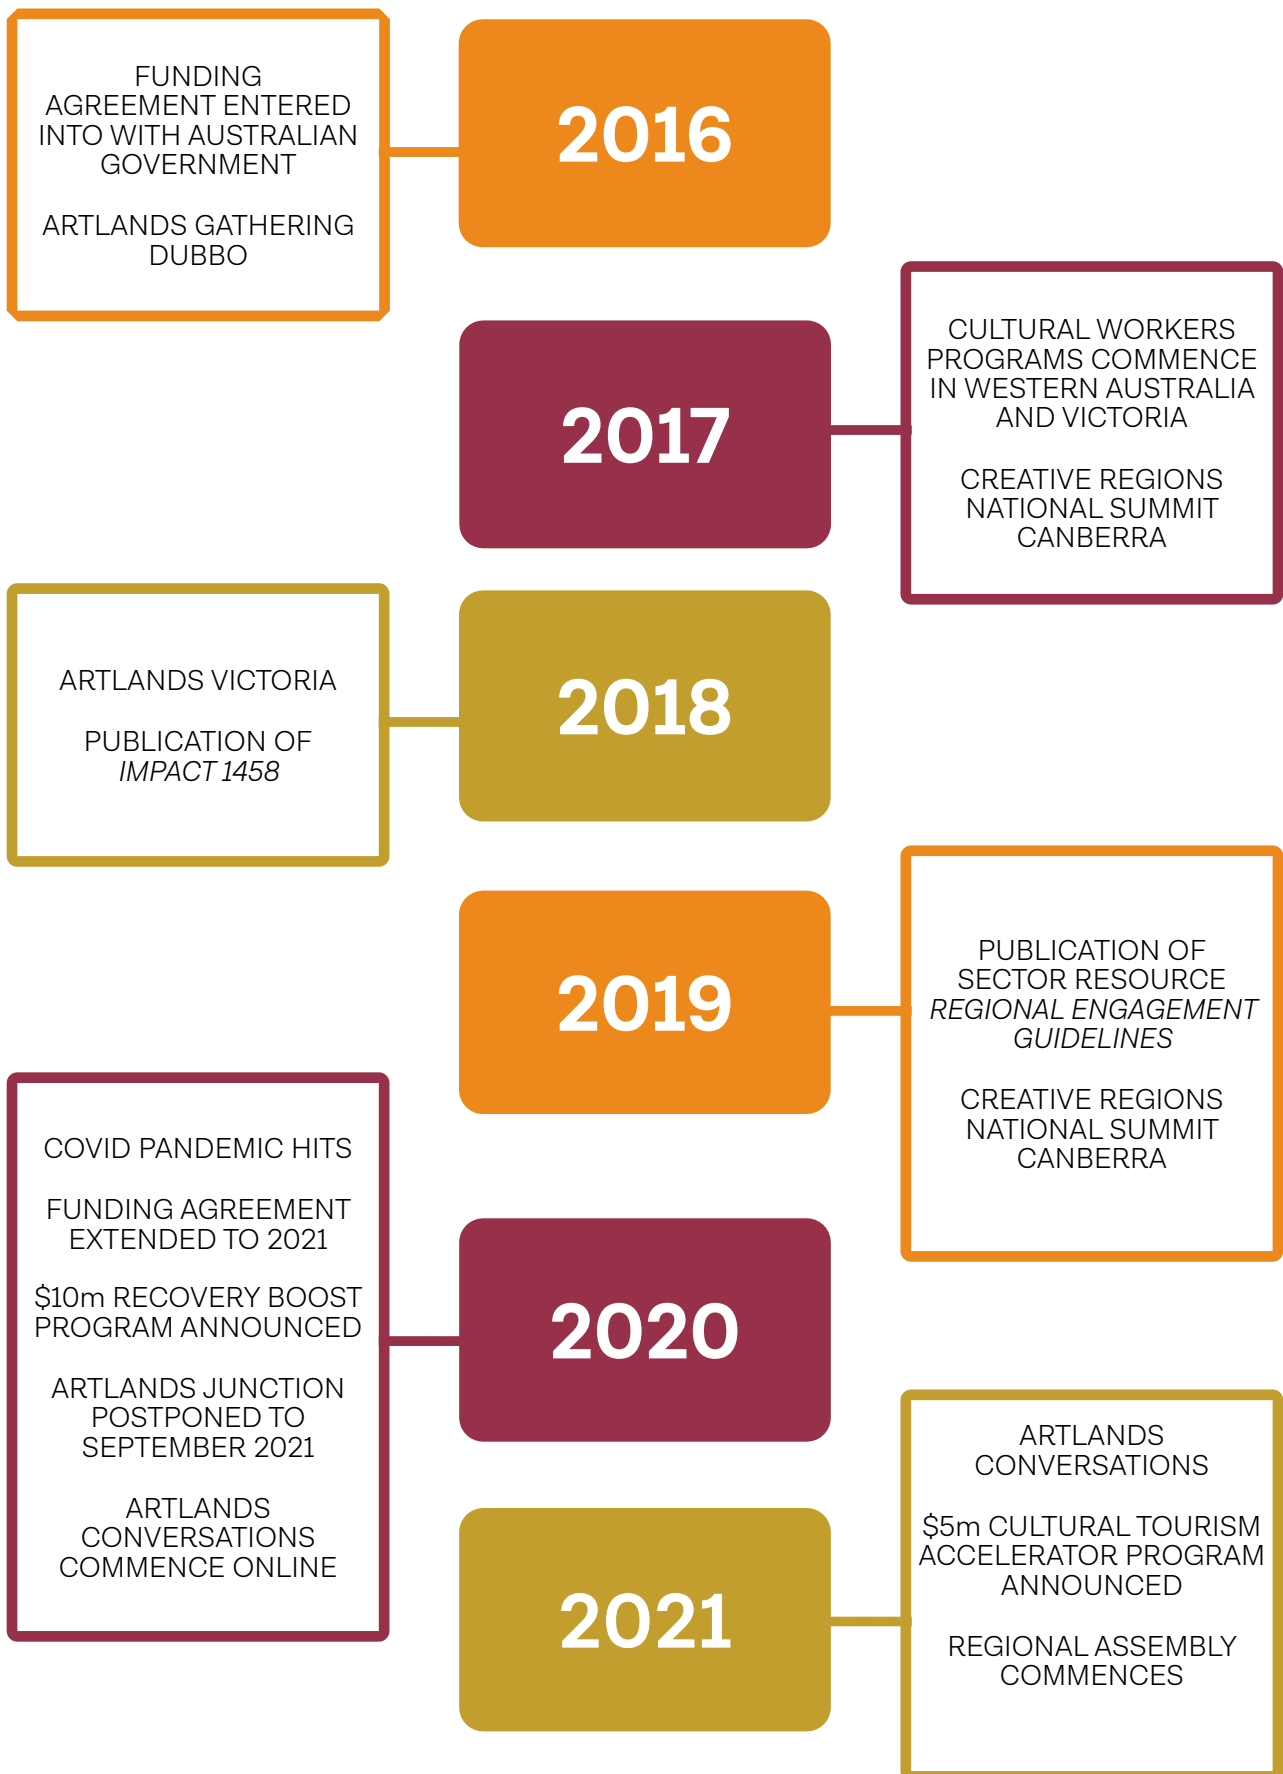 FUNDING
AGREEMENT ENTERED
INTO WITH AUSTRALIAN
GOVERNMENT
ARTLANDS GATHERING
DUBBO
2016
2017
CULTURAL WORKERS
PROGRAMS COMMENCE
IN WESTERN AUSTRALIA
AND VICTORIA
CREATIVE REGIONS
NATIONAL SUMMIT
CANBERRA
ARTLANDS VICTORIA
PUBLICATION OF
IMPACT 1458
2018
2019
PUBLICATION OF
SECTOR RESOURCE
REGIONAL ENGAGEMENT
GUIDELINES
CREATIVE REGIONS
NATIONAL SUMMIT
CANBERRA
COVID PANDEMIC HITS
FUNDING AGREEMENT
EXTENDED TO 2021
$10m RECOVERY BOOST
PROGRAM ANNOUNCED
ARTLANDS JUNCTION
POSTPONED TO
SEPTEMBER 2021
ARTLANDS
CONVERSATIONS
COMMENCE ONLINE
2020
2021
ARTLANDS
CONVERSATIONS
$5m CULTURAL TOURISM
ACCELERATOR PROGRAM
ANNOUNCED
REGIONAL ASSEMBLY
COMMENCES